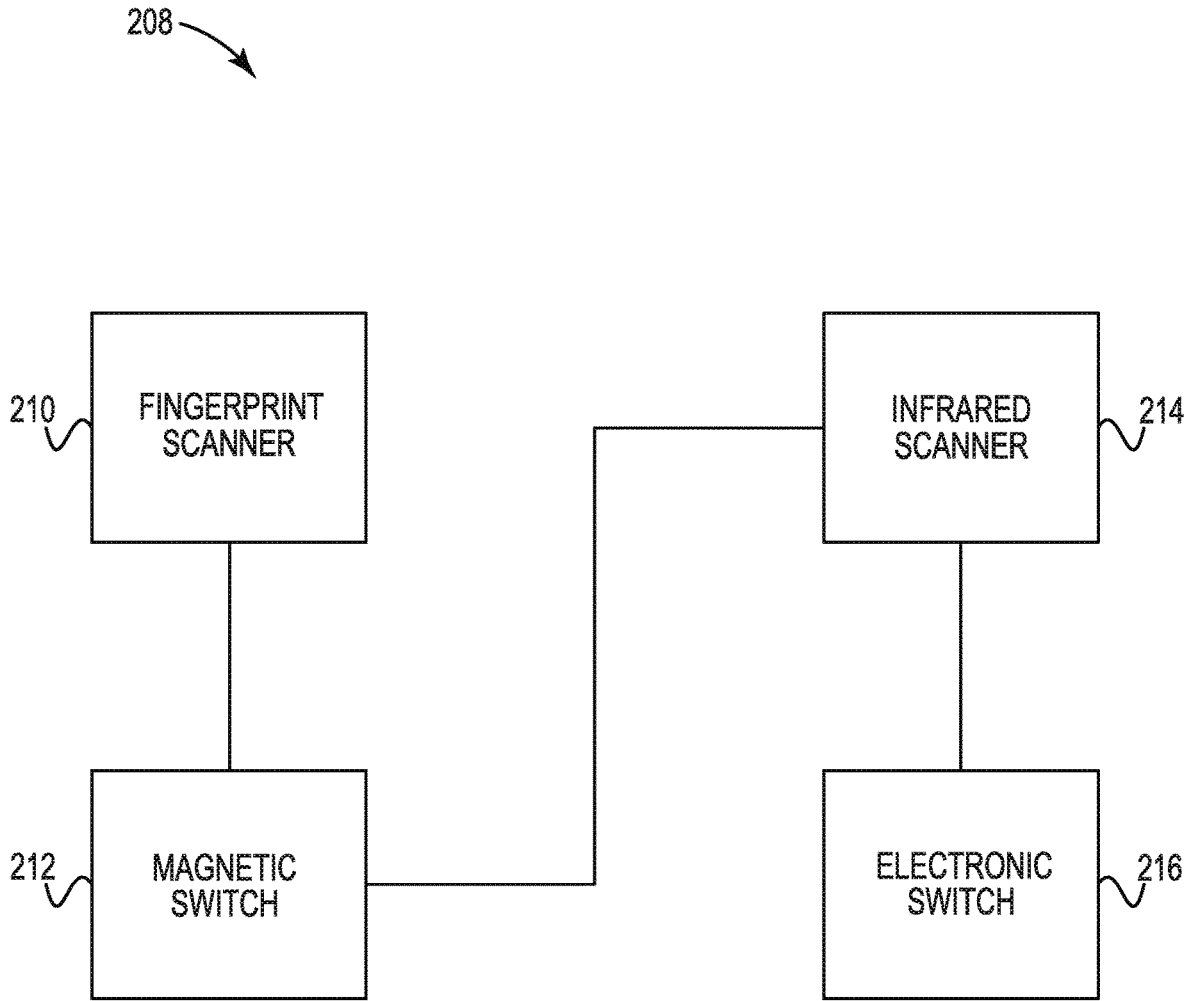 208
210
FINGERPRINT
SCANNER
INFRARED
SCANNER
214
212
MAGNETIC
SWITCH
ELECTRONIC
SWITCH
216